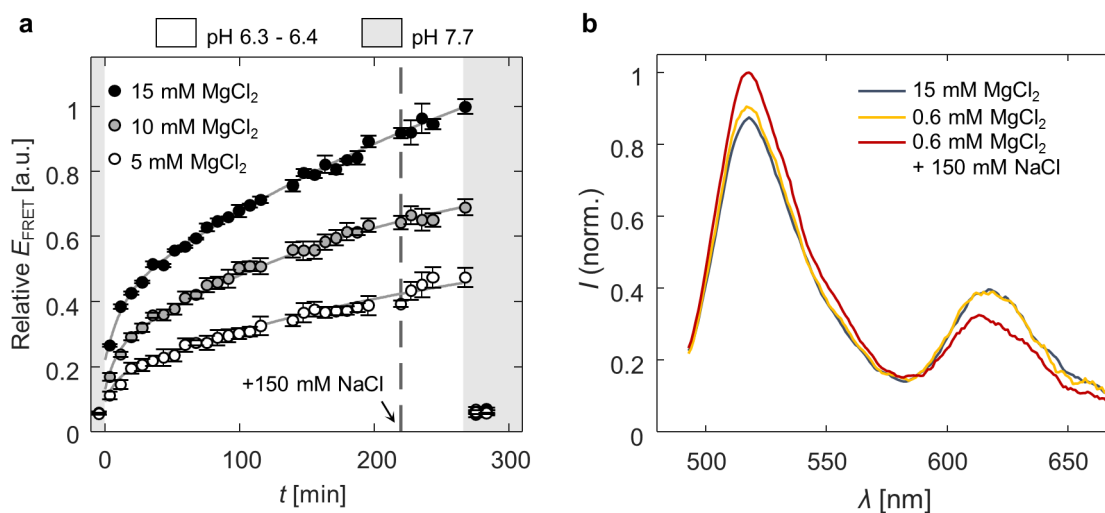 a
pH 6.3 - 6.4
pH 7.7
Relative E_FRET [a.u.]
1
0.8
0.6
0.4
0.2
0
15 mM MgCl₂
10 mM MgCl₂
5 mM MgCl₂
+150 mM NaCl
0
100
200
300
t [min]
b
I (norm.)
1
0.8
0.6
0.4
0.2
0
15 mM MgCl₂
0.6 mM MgCl₂
0.6 mM MgCl₂
+ 150 mM NaCl
500
550
600
650
λ [nm]